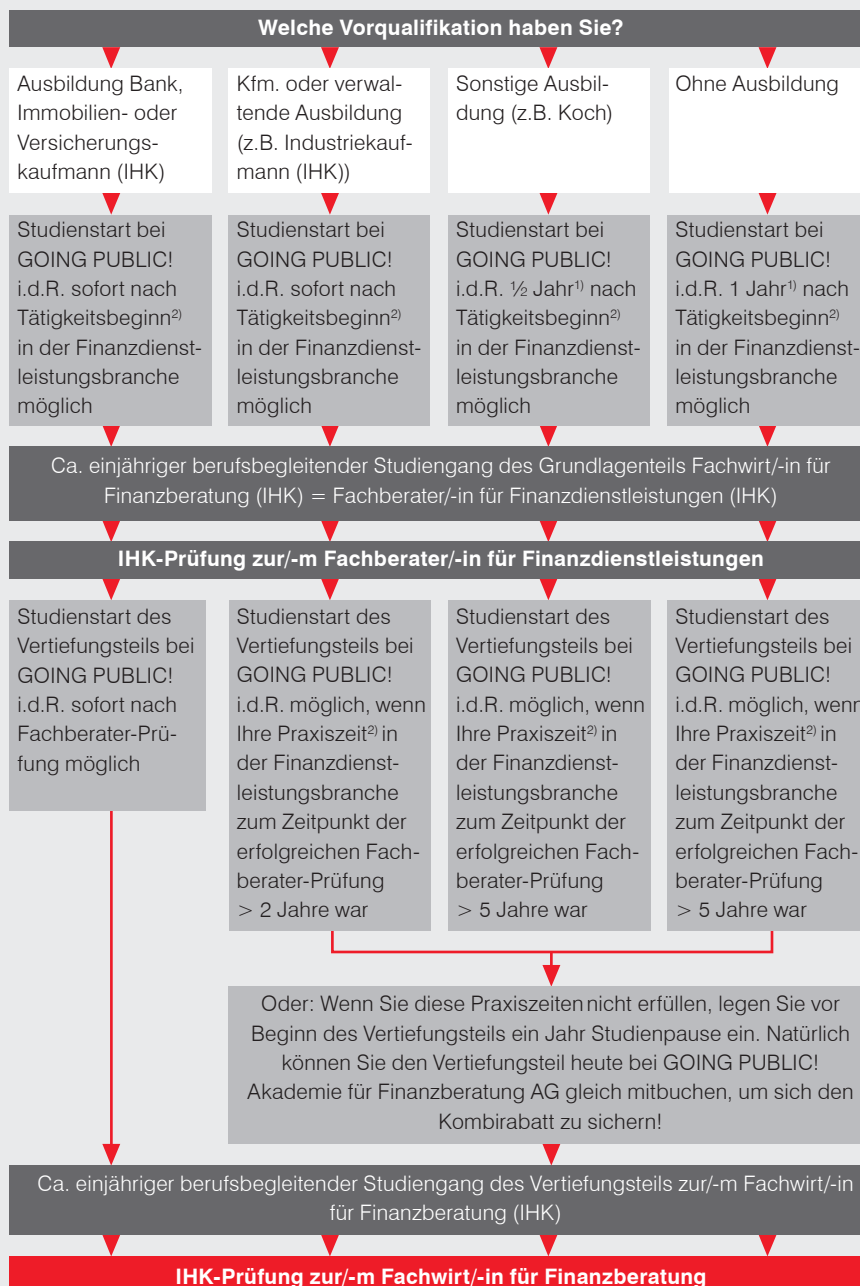 Welche Vorqualifikation haben Sie?
Ausbildung Bank,
Immobilien- oder
Versicherungs-
kaufmann (IHK)
Kfm. oder verwal-
tende Ausbildung
(z.B. Industriekauf-
mann (IHK))
Sonstige Ausbil-
dung (z.B. Koch)
Ohne Ausbildung
Studienstart bei
GOING PUBLIC!
i.d.R. sofort nach
Tätigkeitsbeginn²⁾
in der Finanzdienst-
leistungsbranche
möglich
Studienstart bei
GOING PUBLIC!
i.d.R. sofort nach
Tätigkeitsbeginn²⁾
in der Finanzdienst-
leistungsbranche
möglich
Studienstart bei
GOING PUBLIC!
i.d.R. ½ Jahr¹⁾ nach
Tätigkeitsbeginn²⁾
in der Finanzdienst-
leistungsbranche
möglich
Studienstart bei
GOING PUBLIC!
i.d.R. 1 Jahr¹⁾ nach
Tätigkeitsbeginn²⁾
in der Finanzdienst-
leistungsbranche
möglich
Ca. einjähriger berufsbegleitender Studiengang des Grundlagenteils Fachwirt/-in für
Finanzberatung (IHK) = Fachberater/-in für Finanzdienstleistungen (IHK)
IHK-Prüfung zur/-m Fachberater/-in für Finanzdienstleistungen
Studienstart des
Vertiefungsteils bei
GOING PUBLIC!
i.d.R. sofort nach
Fachberater-Prü-
fung möglich
Studienstart des
Vertiefungsteils bei
GOING PUBLIC!
i.d.R. möglich, wenn
Ihre Praxiszeit²⁾ in
der Finanzdienst-
leistungsbranche
zum Zeitpunkt der
erfolgreichen Fach-
berater-Prüfung
> 2 Jahre war
Studienstart des
Vertiefungsteils bei
GOING PUBLIC!
i.d.R. möglich, wenn
Ihre Praxiszeit²⁾ in
der Finanzdienst-
leistungsbranche
zum Zeitpunkt der
erfolgreichen Fach-
berater-Prüfung
> 5 Jahre war
Studienstart des
Vertiefungsteils bei
GOING PUBLIC!
i.d.R. möglich, wenn
Ihre Praxiszeit²⁾ in
der Finanzdienst-
leistungsbranche
zum Zeitpunkt der
erfolgreichen Fach-
berater-Prüfung
> 5 Jahre war
Oder: Wenn Sie diese Praxiszeiten nicht erfüllen, legen Sie vor
Beginn des Vertiefungsteils ein Jahr Studienpause ein. Natürlich
können Sie den Vertiefungsteil heute bei GOING PUBLIC!
Akademie für Finanzberatung AG gleich mitbuchen, um sich den
Kombirabatt zu sichern!
Ca. einjähriger berufsbegleitender Studiengang des Vertiefungsteils zur/-m Fachwirt/-in
für Finanzberatung (IHK)
IHK-Prüfung zur/-m Fachwirt/-in für Finanzberatung